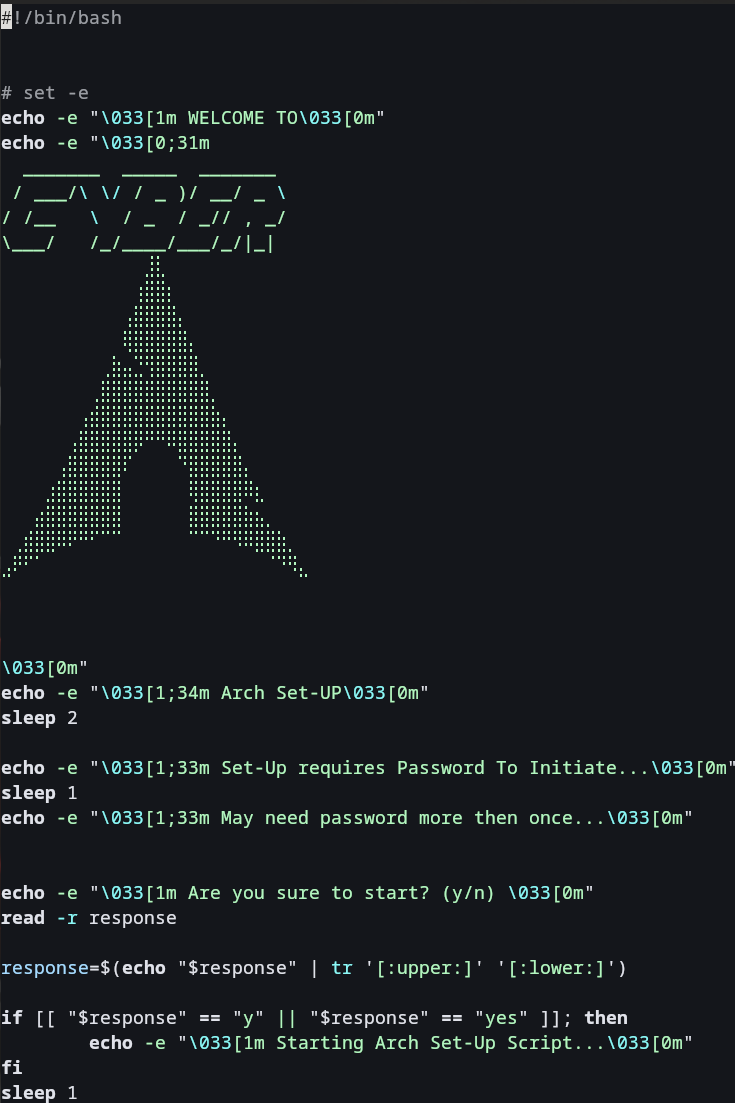 #!/bin/bash
# set -e
echo -e "\033[1m WELCOME TO\033[0m"
echo -e "\033[0;31m
  _______  _____  _______
 / ___/\ \/ / _ )/ __/ _ \
/ /__   \  / _  / _// , _/
\___/   /_/____/___/_/|_|
\033[0m"
echo -e "\033[1;34m Arch Set-UP\033[0m"
sleep 2
echo -e "\033[1;33m Set-Up requires Password To Initiate...\033[0m"
sleep 1
echo -e "\033[1;33m May need password more then once...\033[0m"
echo -e "\033[1m Are you sure to start? (y/n) \033[0m"
read -r response
response=$(echo "$response" | tr '[:upper:]' '[:lower:]')
if [[ "$response" == "y" || "$response" == "yes" ]]; then
        echo -e "\033[1m Starting Arch Set-Up Script...\033[0m"
fi
sleep 1